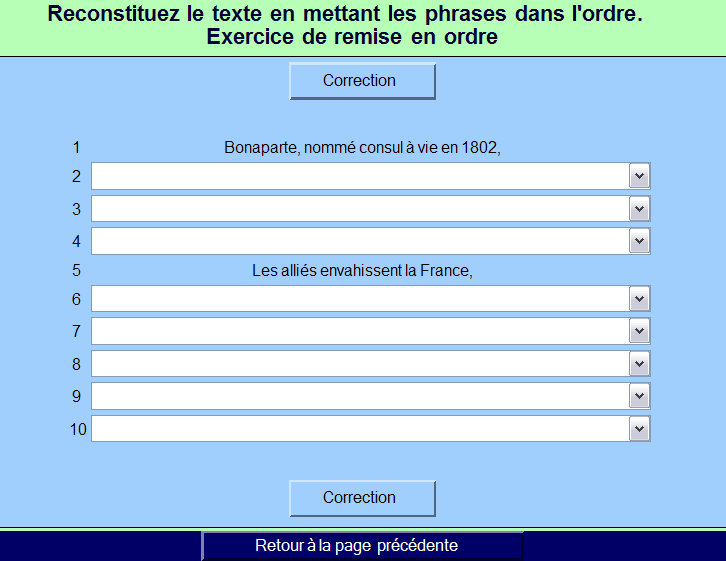 Reconstituez le texte en mettant les phrases dans l'ordre.
Exercice de remise en ordre
Correction
1 Bonaparte, nommé consul à vie en 1802,
2
3
4
5 Les alliés envahissent la France,
6
7
8
9
10
Correction
Retour à la page précédente